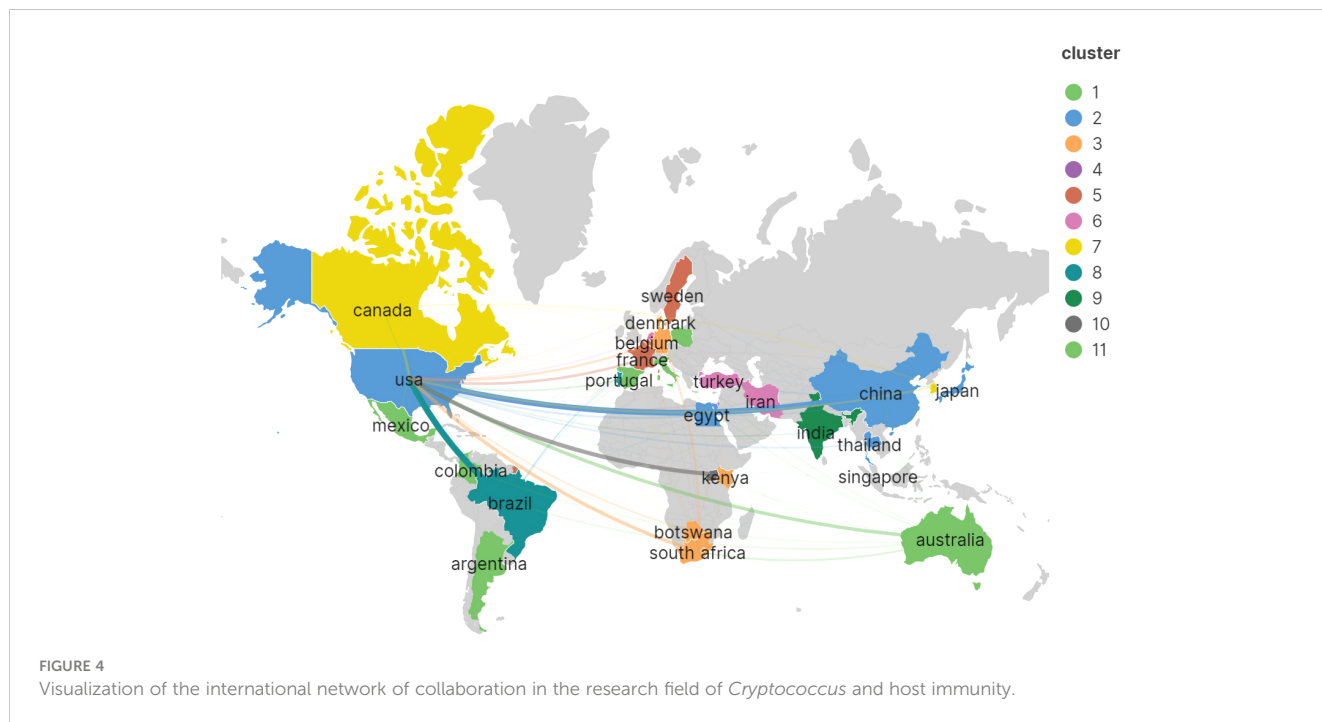 cluster
1
2
3
4
5
6
7
8
9
10
11
canada
sweden
denmark
belgium
france
usa
portugal
turkey
china
japan
iran
egypt
mexico
india
thailand
colombia
kenya
singapore
brazil
botswana
south africa
australia
argentina
FIGURE 4
Visualization of the international network of collaboration in the research field of Cryptococcus and host immunity.